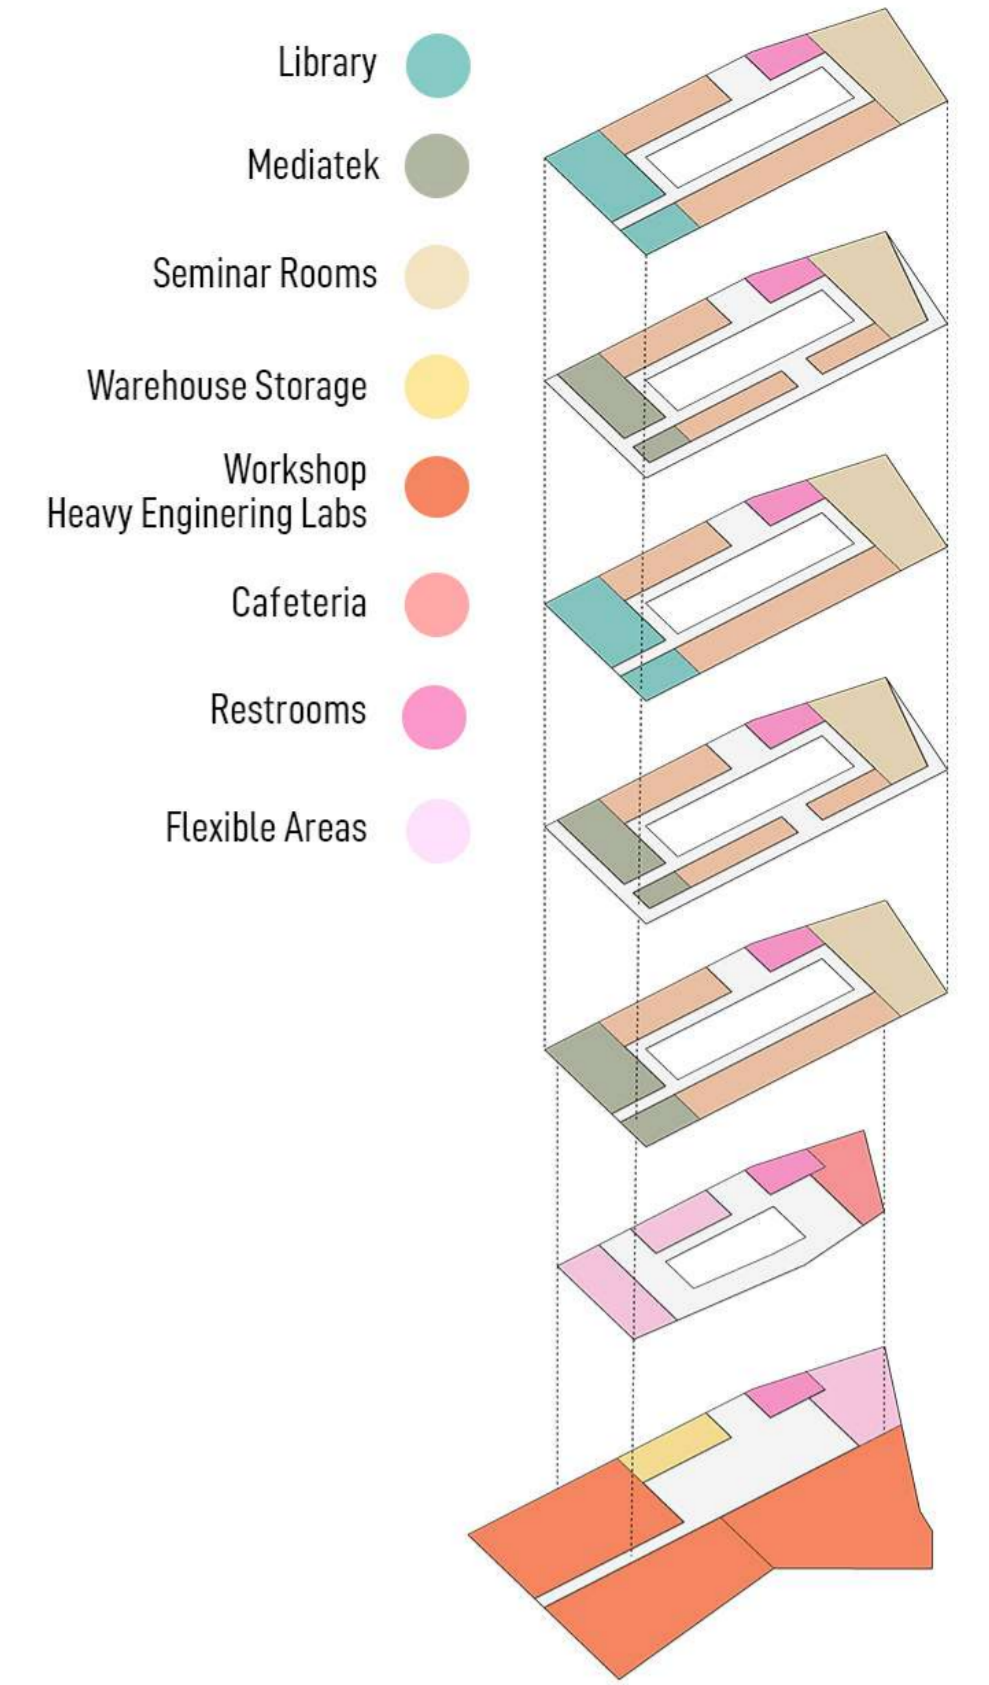 Library
Mediatek
Seminar Rooms
Warehouse Storage
Workshop
Heavy Enginering Labs
Cafeteria
Restrooms
Flexible Areas